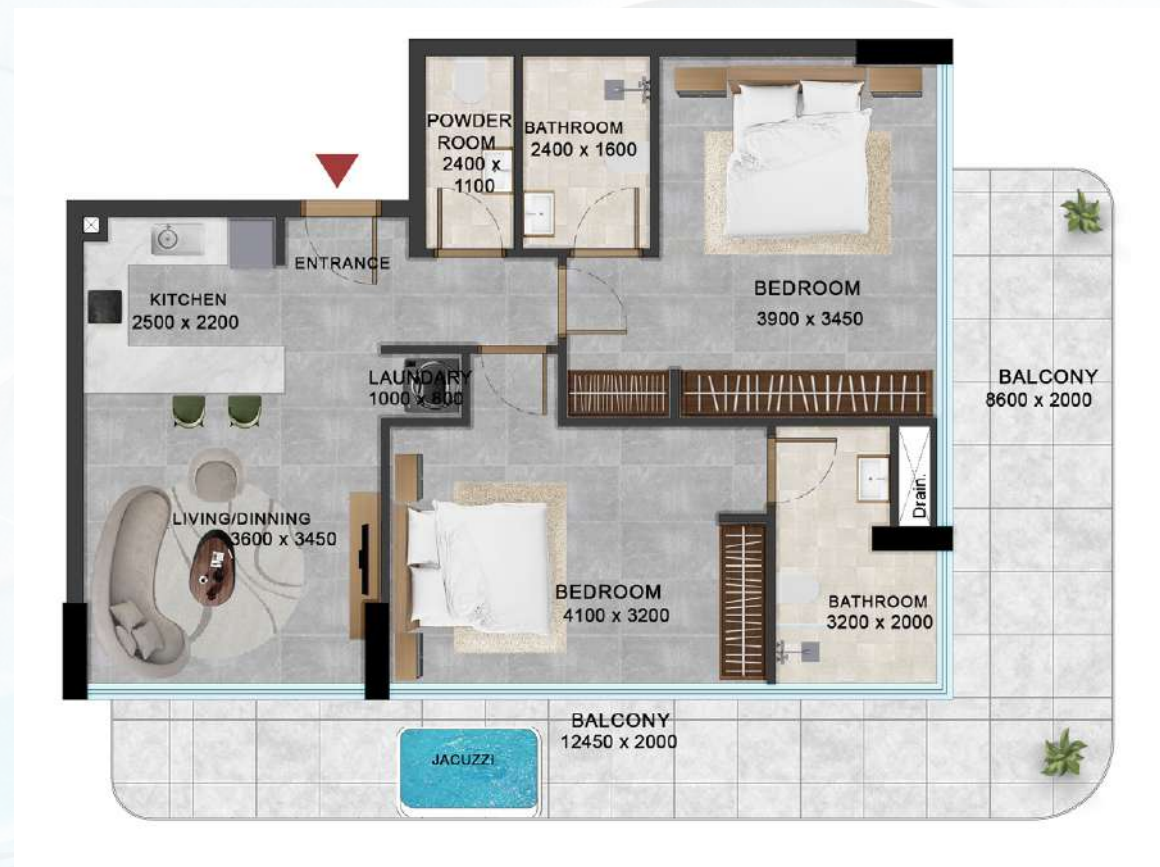 POWDER
ROOM
2400 x
1100
BATHROOM
2400 x 1600
ENTRANCE
KITCHEN
2500 x 2200
BEDROOM
3900 x 3450
LAUNDARY
1000 x 800
BALCONY
8600 x 2000
LIVING/DINNING
3600 x 3450
Drain.
BEDROOM
4100 x 3200
BATHROOM
3200 x 2000
BALCONY
12450 x 2000
JACUZZI